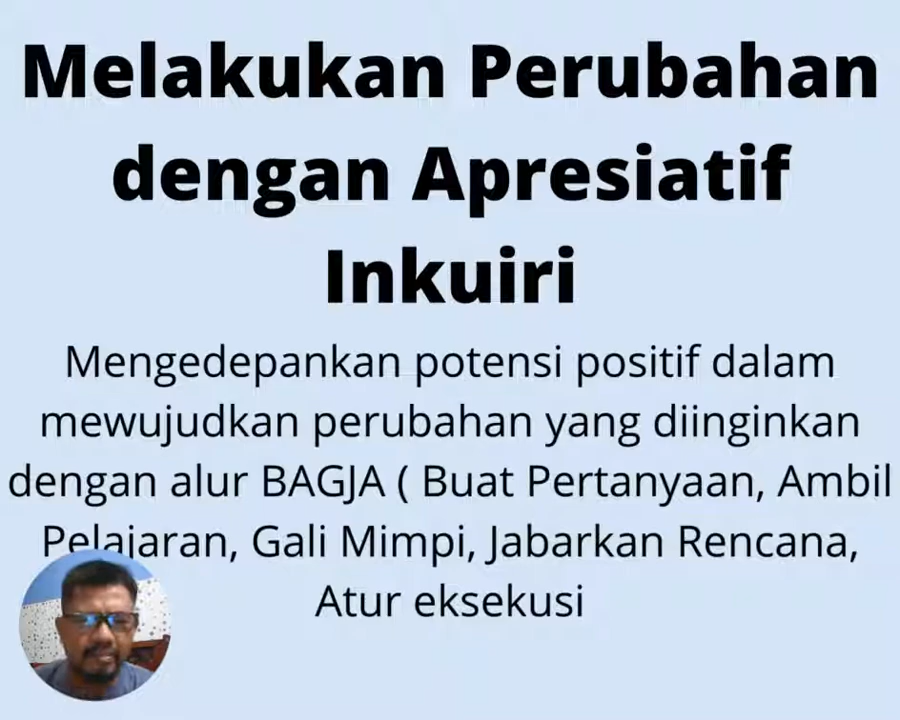 Melakukan Perubahan
dengan Apresiatif
Inkuiri
Mengedepankan potensi positif dalam
mewujudkan perubahan yang diinginkan
dengan alur BAGJA ( Buat Pertanyaan, Ambil
Pelajaran, Gali Mimpi, Jabarkan Rencana,
Atur eksekusi